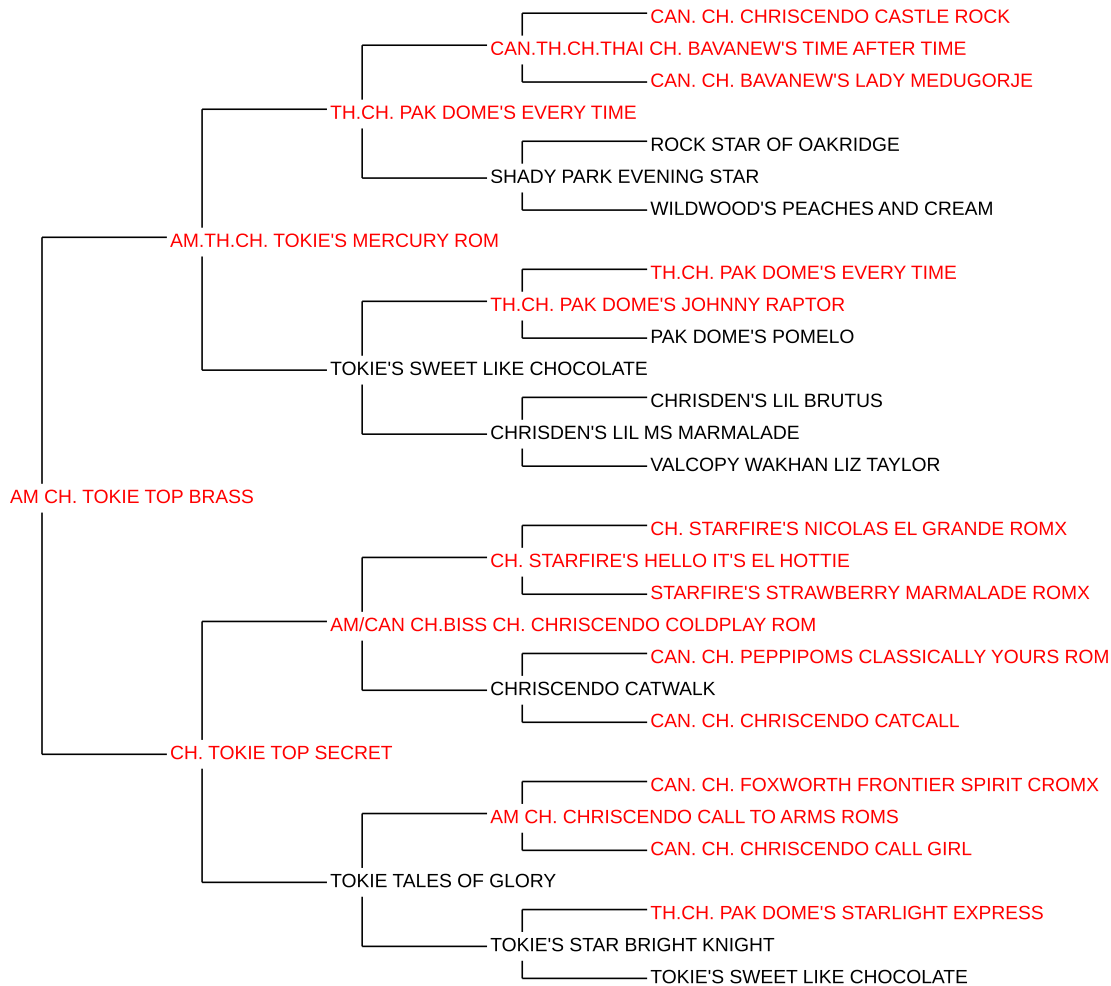 CAN. CH. CHRISCENDO CASTLE ROCK
CAN.TH.CH.THAI CH. BAVANEW'S TIME AFTER TIME
CAN. CH. BAVANEW'S LADY MEDUGORJE
TH.CH. PAK DOME'S EVERY TIME
ROCK STAR OF OAKRIDGE
SHADY PARK EVENING STAR
WILDWOOD'S PEACHES AND CREAM
AM.TH.CH. TOKIE'S MERCURY ROM
TH.CH. PAK DOME'S EVERY TIME
TH.CH. PAK DOME'S JOHNNY RAPTOR
PAK DOME'S POMELO
TOKIE'S SWEET LIKE CHOCOLATE
CHRISDEN'S LIL BRUTUS
CHRISDEN'S LIL MS MARMALADE
VALCOPY WAKHAN LIZ TAYLOR
AM CH. TOKIE TOP BRASS
CH. STARFIRE'S NICOLAS EL GRANDE ROMX
CH. STARFIRE'S HELLO IT'S EL HOTTIE
STARFIRE'S STRAWBERRY MARMALADE ROMX
AM/CAN CH.BISS CH. CHRISCENDO COLDPLAY ROM
CAN. CH. PEPPIPOMS CLASSICALLY YOURS ROM
CHRISCENDO CATWALK
CAN. CH. CHRISCENDO CATCALL
CH. TOKIE TOP SECRET
CAN. CH. FOXWORTH FRONTIER SPIRIT CROMX
AM CH. CHRISCENDO CALL TO ARMS ROMS
CAN. CH. CHRISCENDO CALL GIRL
TOKIE TALES OF GLORY
TH.CH. PAK DOME'S STARLIGHT EXPRESS
TOKIE'S STAR BRIGHT KNIGHT
TOKIE'S SWEET LIKE CHOCOLATE